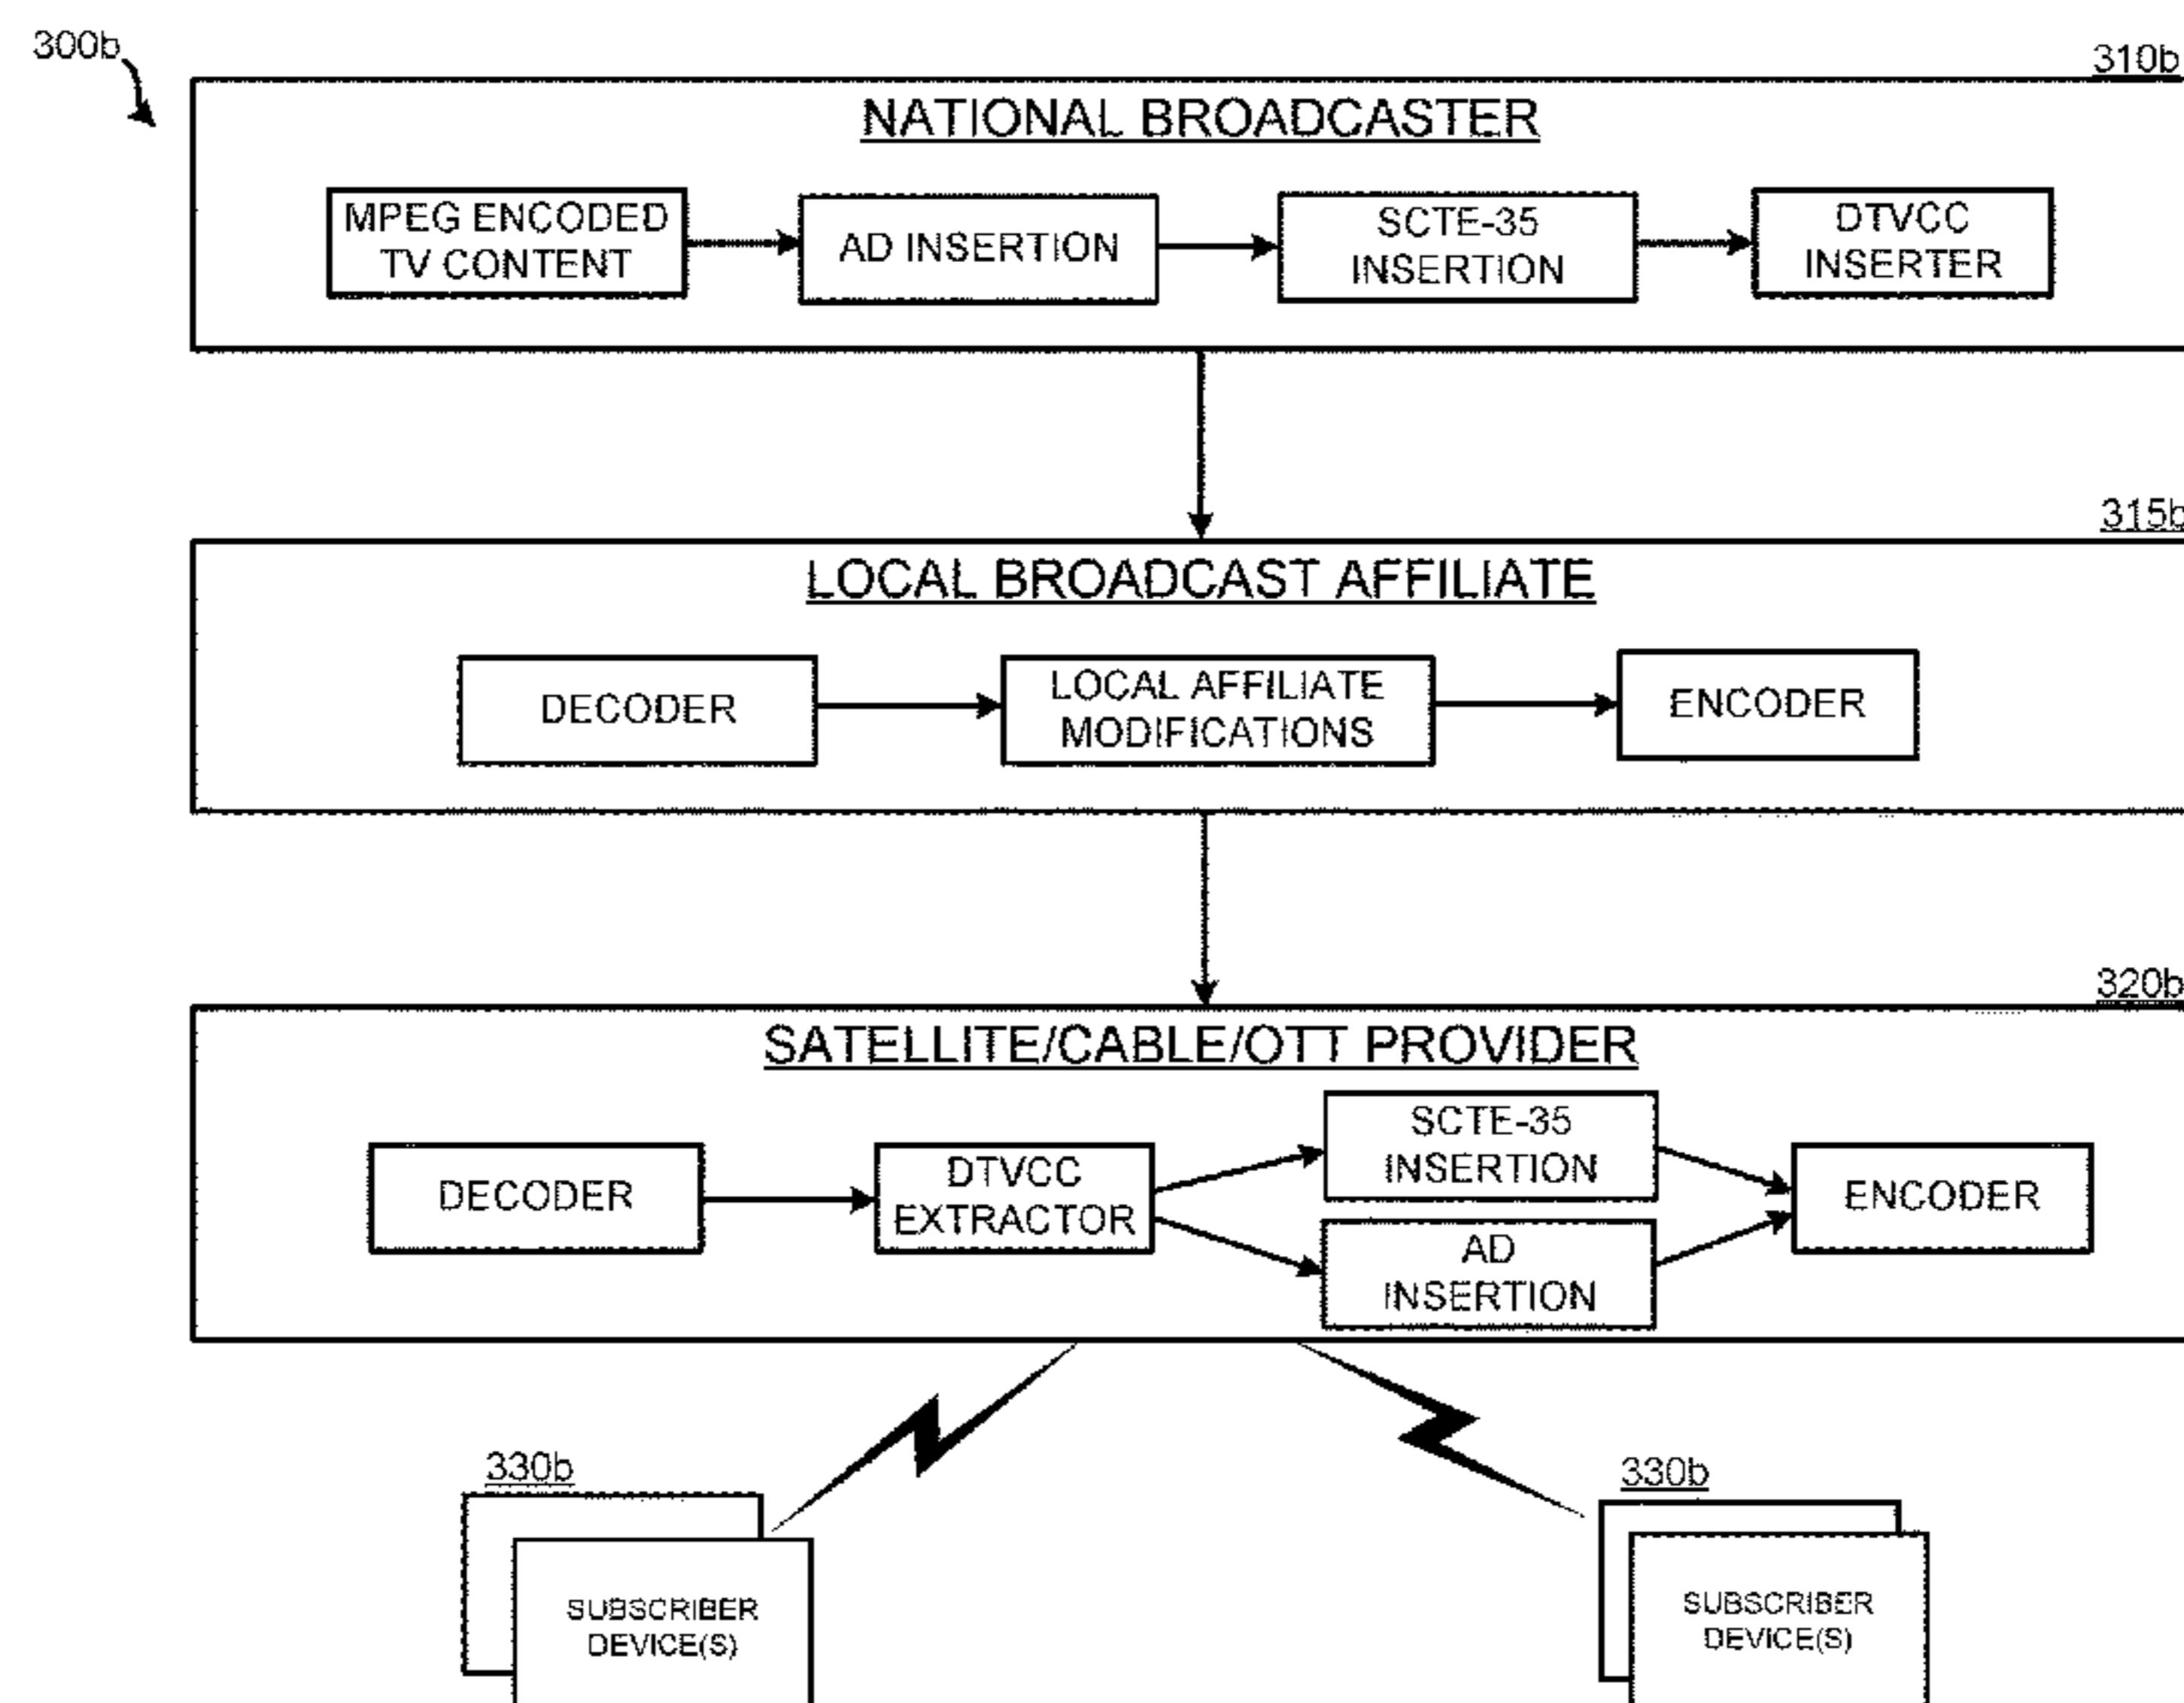 300b
310b
NATIONAL BROADCASTER
MPEG ENCODED
TV CONTENT
AD INSERTION
SCTE-35
INSERTION
DTVCC
INSERTER
315b
LOCAL BROADCAST AFFILIATE
DECODER
LOCAL AFFILIATE
MODIFICATIONS
ENCODER
320b
SATELLITE/CABLE/OTT PROVIDER
DECODER
DTVCC
EXTRACTOR
SCTE-35
INSERTION
AD
INSERTION
ENCODER
330b
SUBSCRIBER
DEVICE(S)
330b
SUBSCRIBER
DEVICE(S)